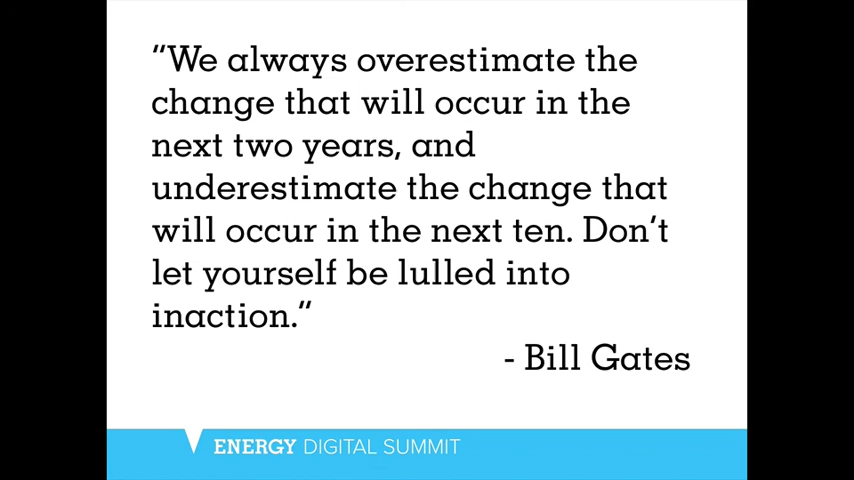 “We always overestimate the
change that will occur in the
next two years, and
underestimate the change that
will occur in the next ten. Don’t
let yourself be lulled into
inaction.”
- Bill Gates
ENERGY DIGITAL SUMMIT